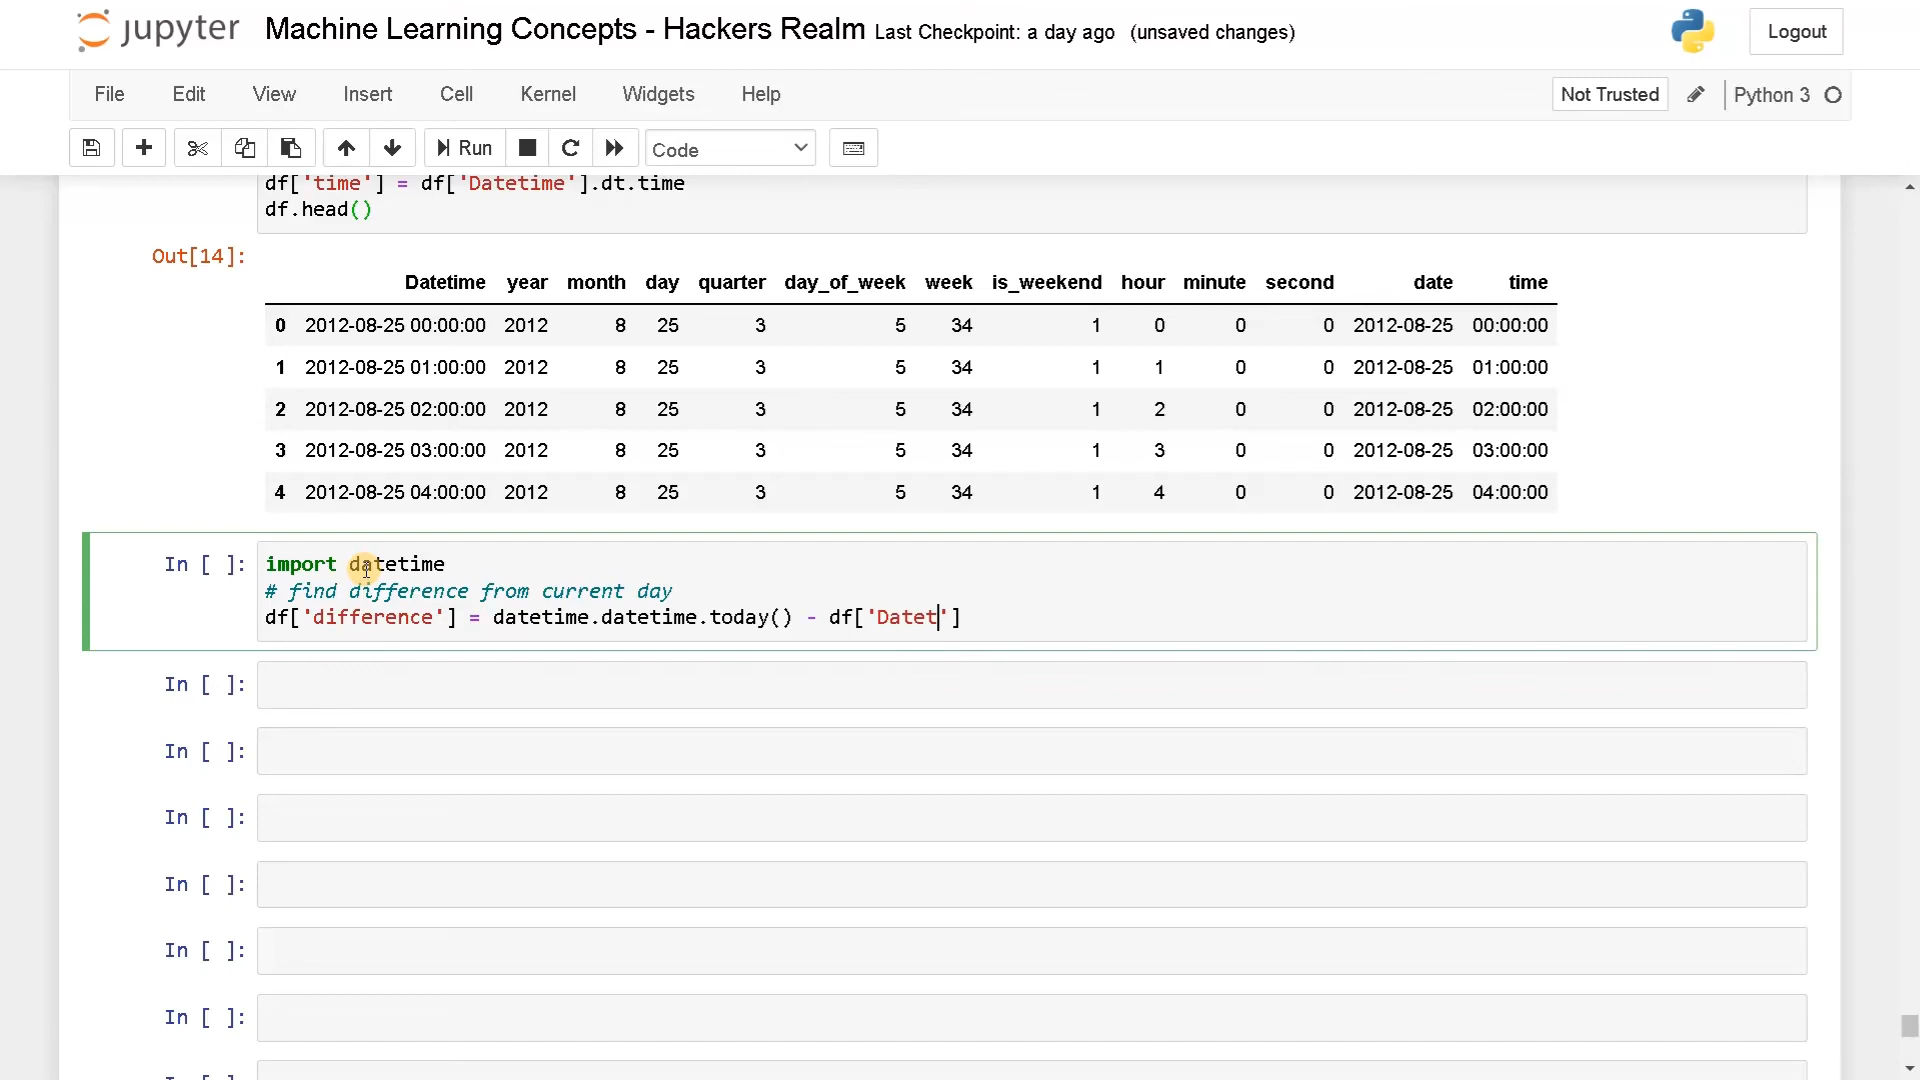 jupyter Machine Learning Concepts - Hackers Realm Last Checkpoint: a day ago (unsaved changes) Logout
File Edit View Insert Cell Kernel Widgets Help Not Trusted Python 3
Run Code
df['time'] = df['Datetime'].dt.time
df.head()
Out[14]:
Datetime year month day quarter day_of_week week is_weekend hour minute second date time
0 2012-08-25 00:00:00 2012 8 25 3 5 34 1 0 0 0 2012-08-25 00:00:00
1 2012-08-25 01:00:00 2012 8 25 3 5 34 1 1 0 0 2012-08-25 01:00:00
2 2012-08-25 02:00:00 2012 8 25 3 5 34 1 2 0 0 2012-08-25 02:00:00
3 2012-08-25 03:00:00 2012 8 25 3 5 34 1 3 0 0 2012-08-25 03:00:00
4 2012-08-25 04:00:00 2012 8 25 3 5 34 1 4 0 0 2012-08-25 04:00:00
In [ ]: import datetime
# find difference from current day
df['difference'] = datetime.datetime.today() - df['Datet']
In [ ]:
In [ ]:
In [ ]:
In [ ]:
In [ ]:
In [ ]: